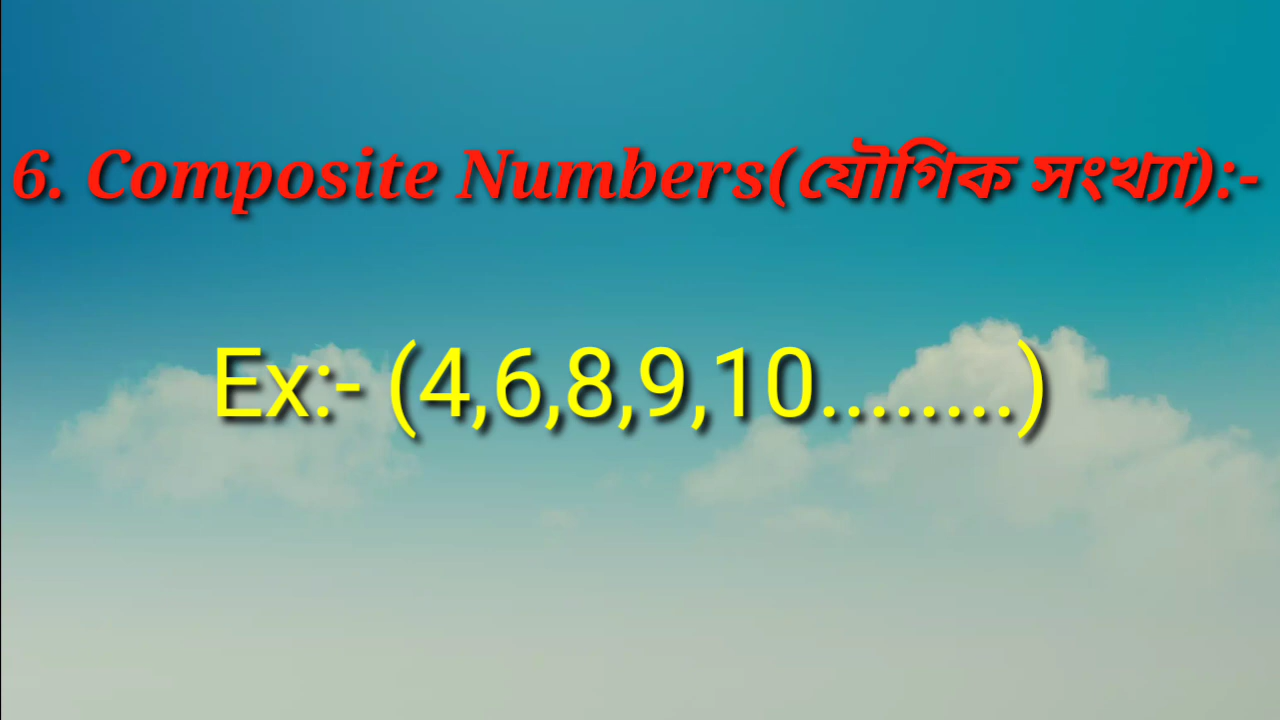 6. Composite Numbers(যৌগিক সংখ্যা):-
Ex:- (4,6,8,9,10........)